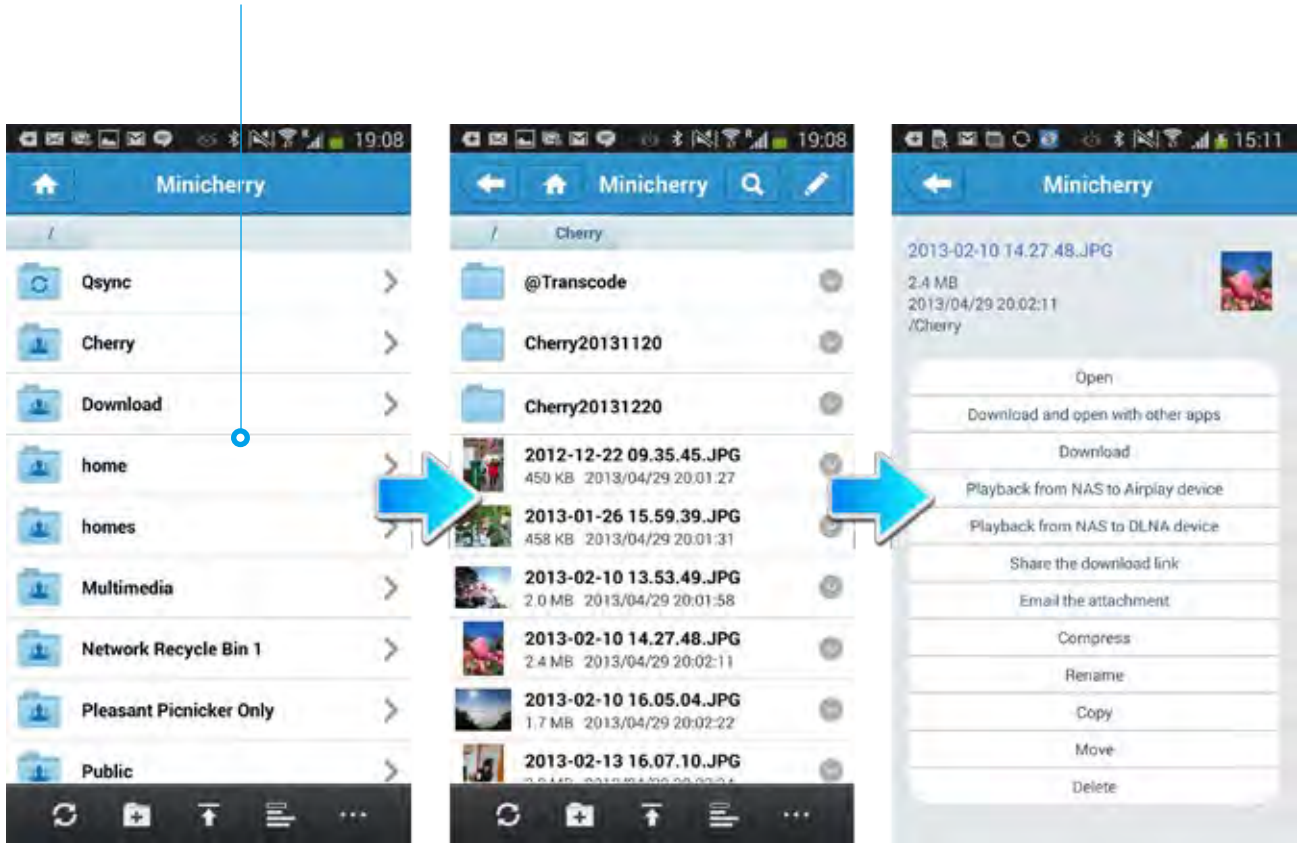 19:08
Minicherry
/
Qsync
Cherry
Download
home
homes
Multimedia
Network Recycle Bin 1
Pleasant Picnicker Only
Public
19:08
Minicherry
/ Cherry
@Transcode
Cherry20131120
Cherry20131220
2012-12-22 09.35.45.JPG
450 KB 2013/04/29 20:01:27
2013-01-26 15.59.39.JPG
458 KB 2013/04/29 20:01:31
2013-02-10 13.53.49.JPG
2.0 MB 2013/04/29 20:01:58
2013-02-10 14.27.48.JPG
2.4 MB 2013/04/29 20:02:11
2013-02-10 16.05.04.JPG
1.7 MB 2013/04/29 20:02:22
2013-02-13 16.07.10.JPG
15:11
Minicherry
2013-02-10 14.27.48.JPG
2.4 MB
2013/04/29 20:02:11
/Cherry
Open
Download and open with other apps
Download
Playback from NAS to Airplay device
Playback from NAS to DLNA device
Share the download link
Email the attachment
Compress
Rename
Copy
Move
Delete